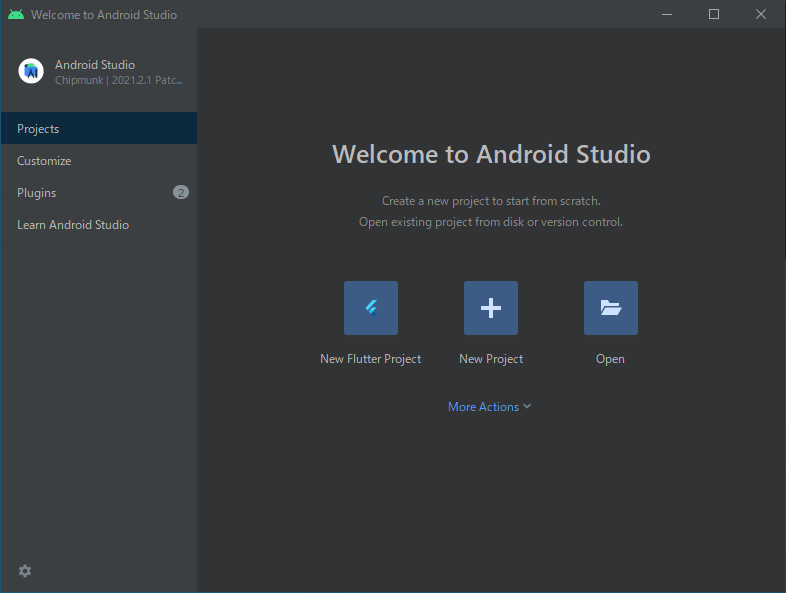 Welcome to Android Studio
Android Studio
Chipmunk | 2021.2.1 Patc...
Projects
Customize
Plugins 2
Learn Android Studio
Welcome to Android Studio
Create a new project to start from scratch.
Open existing project from disk or version control.
New Flutter Project
New Project
Open
More Actions